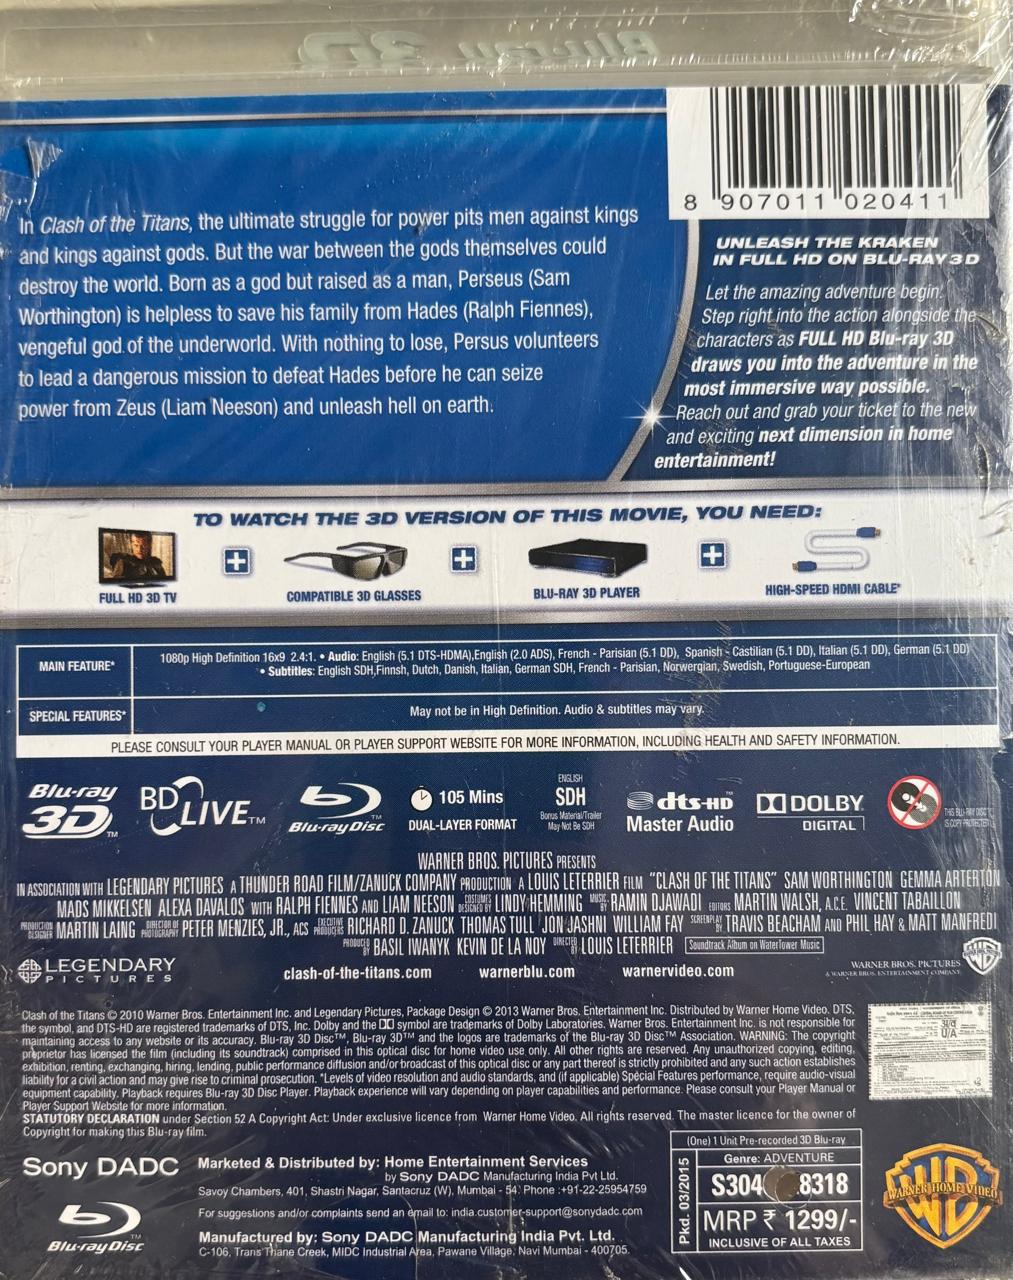 Blu-ray 3D
8 907011 020411
In Clash of the Titans, the ultimate struggle for power pits men against kings
and kings against gods. But the war between the gods themselves could
destroy the world. Born as a god but raised as a man, Perseus (Sam
Worthington) is helpless to save his family from Hades (Ralph Fiennes),
vengeful god of the underworld. With nothing to lose, Persus volunteers
to lead a dangerous mission to defeat Hades before he can seize
power from Zeus (Liam Neeson) and unleash hell on earth.
UNLEASH THE KRAKEN
IN FULL HD ON BLU-RAY 3D
Let the amazing adventure begin.
Step right into the action alongside the
characters as FULL HD Blu-ray 3D
draws you into the adventure in the
most immersive way possible.
Reach out and grab your ticket to the new
and exciting next dimension in home
entertainment!
TO WATCH THE 3D VERSION OF THIS MOVIE, YOU NEED:
FULL HD 3D TV
COMPATIBLE 3D GLASSES
BLU-RAY 3D PLAYER
HIGH-SPEED HDMI CABLE*
MAIN FEATURE*
1080p High Definition 16x9 2.4:1. • Audio: English (5.1 DTS-HDMA),English (2.0 ADS), French - Parisian (5.1 DD), Spanish - Castilian (5.1 DD), Italian (5.1 DD), German (5.1 DD)
• Subtitles: English SDH,Finnsh, Dutch, Danish, Italian, German SDH, French - Parisian, Norwergian, Swedish, Portuguese-European
SPECIAL FEATURES*
May not be in High Definition. Audio & subtitles may vary.
PLEASE CONSULT YOUR PLAYER MANUAL OR PLAYER SUPPORT WEBSITE FOR MORE INFORMATION, INCLUDING HEALTH AND SAFETY INFORMATION.
Blu-ray 3D™
BD LIVE™
Blu-ray Disc™
105 Mins
DUAL-LAYER FORMAT
ENGLISH
SDH
Bonus Material/Trailer
May Not Be SDH
dts-HD™
Master Audio
DOLBY
DIGITAL
THIS BLU-RAY DISC
IS COPY PROTECTED
WARNER BROS. PICTURES PRESENTS
IN ASSOCIATION WITH LEGENDARY PICTURES A THUNDER ROAD FILM/ZANUCK COMPANY PRODUCTION A LOUIS LETERRIER FILM "CLASH OF THE TITANS" SAM WORTHINGTON GEMMA ARTERTON
MADS MIKKELSEN ALEXA DAVALOS WITH RALPH FIENNES AND LIAM NEESON COSTUMES DESIGNED BY LINDY HEMMING MUSIC BY RAMIN DJAWADI EDITORS MARTIN WALSH, A.C.E. VINCENT TABAILLON
PRODUCTION DESIGNER MARTIN LAING DIRECTOR OF PHOTOGRAPHY PETER MENZIES, JR., ACS EXECUTIVE PRODUCERS RICHARD D. ZANUCK THOMAS TULL JON JASHNI WILLIAM FAY SCREENPLAY BY TRAVIS BEACHAM AND PHIL HAY & MATT MANFREDI
PRODUCED BY BASIL IWANYK KEVIN DE LA NOY DIRECTED BY LOUIS LETERRIER Soundtrack Album on WaterTower Music
LEGENDARY
PICTURES
clash-of-the-titans.com warnerblu.com warnervideo.com
WARNER BROS. PICTURES
A WARNER BROS. ENTERTAINMENT COMPANY
Clash of the Titans © 2010 Warner Bros. Entertainment Inc. and Legendary Pictures, Package Design © 2013 Warner Bros. Entertainment Inc. Distributed by Warner Home Video. DTS,
the symbol, and DTS-HD are registered trademarks of DTS, Inc. Dolby and the symbol are trademarks of Dolby Laboratories. Warner Bros. Entertainment Inc. is not responsible for
maintaining access to any website or its accuracy. Blu-ray 3D Disc™, Blu-ray 3D™ and the logos are trademarks of the Blu-ray 3D Disc™ Association. WARNING: The copyright
proprietor has licensed the film (including its soundtrack) comprised in this optical disc for home video use only. All other rights are reserved. Any unauthorized copying, editing,
exhibition, renting, exchanging, hiring, lending, public performance diffusion and/or broadcast of this optical disc or any part thereof is strictly prohibited and any such action establishes
liability for a civil action and may give rise to criminal prosecution. *Levels of video resolution and audio standards, and (if applicable) Special Features performance, require audio-visual
equipment capability. Playback requires Blu-ray 3D Disc Player. Playback experience will vary depending on player capabilities and performance. Please consult your Player Manual or
Player Support Website for more information.
STATUTORY DECLARATION under Section 52 A Copyright Act: Under exclusive licence from Warner Home Video. All rights reserved. The master licence for the owner of
Copyright for making this Blu-ray film.
U/A
Sony DADC
Blu-ray Disc™
Marketed & Distributed by: Home Entertainment Services
by Sony DADC Manufacturing India Pvt Ltd.
Savoy Chambers, 401, Shastri Nagar, Santacruz (W), Mumbai - 54. Phone :+91-22-25954759
For suggestions and/or complaints send an email to: india.customer-support@sonydadc.com
Manufactured by: Sony DADC Manufacturing India Pvt. Ltd.
C-106, Trans Thane Creek, MIDC Industrial Area, Pawane Village, Navi Mumbai - 400705.
(One) 1 Unit Pre-recorded 3D Blu-ray
Pkd. 03/2015
Genre: ADVENTURE
S304 8318
MRP ₹ 1299/-
INCLUSIVE OF ALL TAXES
WARNER HOME VIDEO